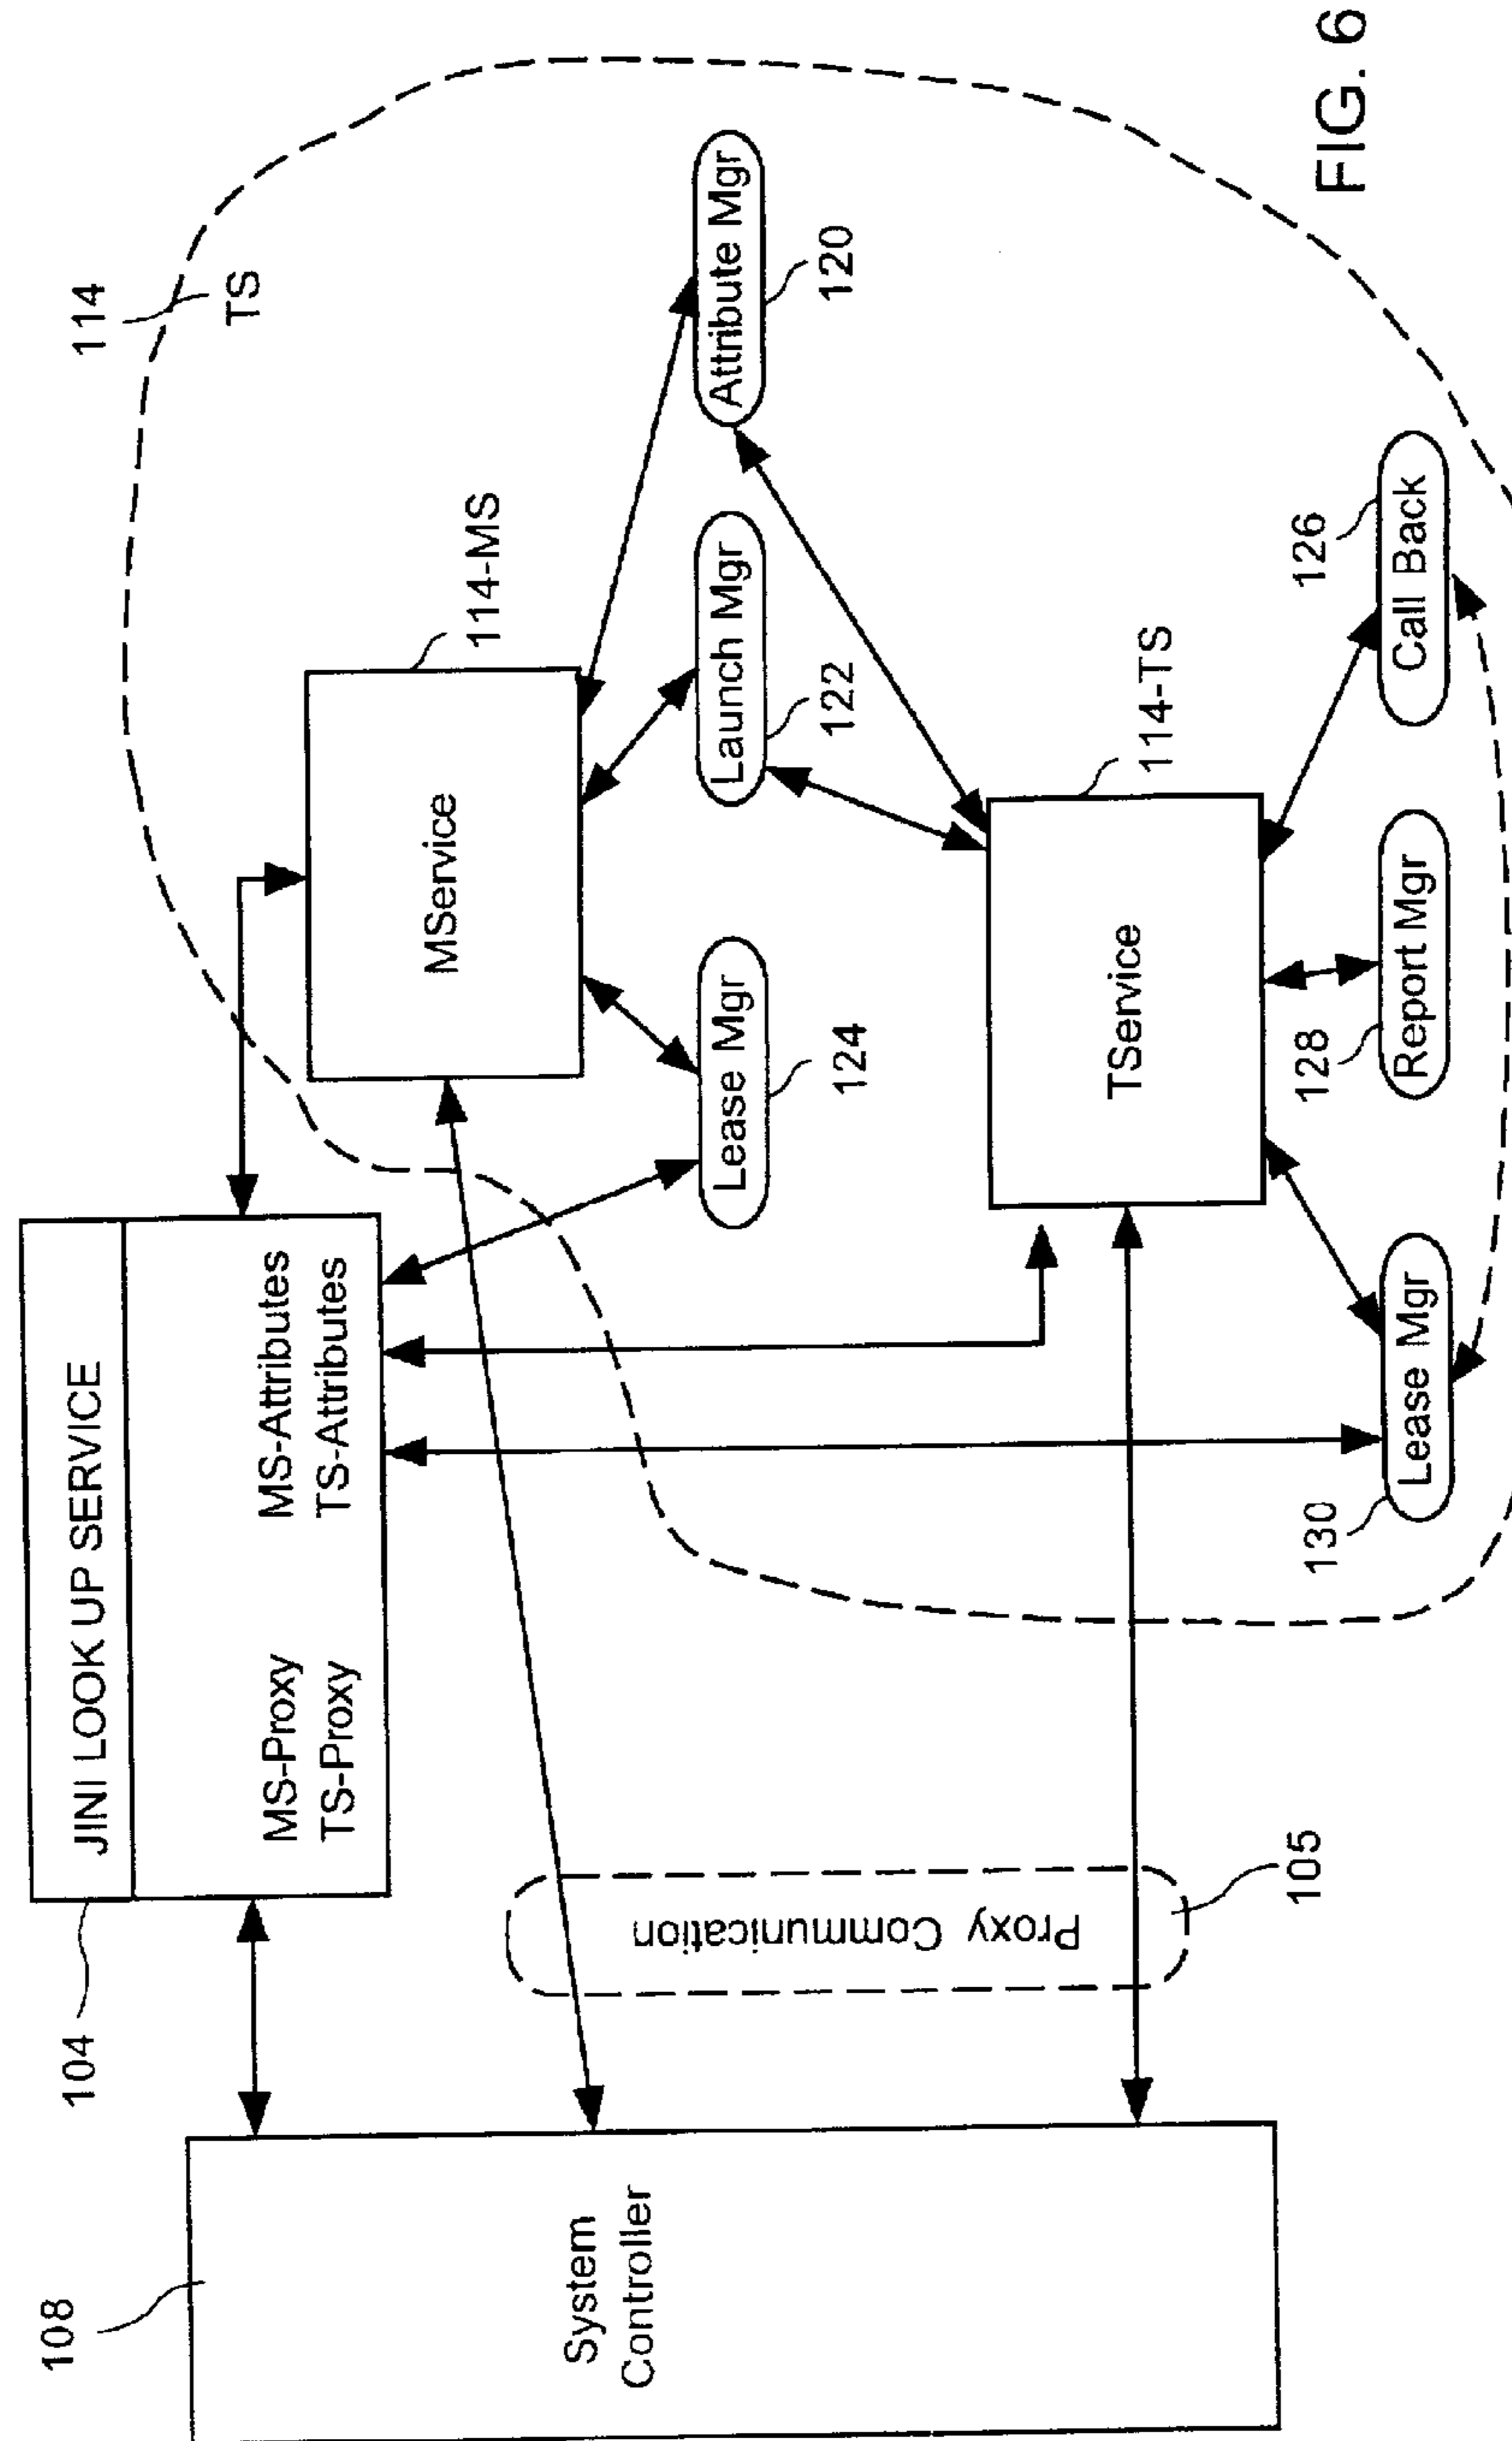 108
System
Controller
104
JINI LOOK UP SERVICE
MS-Proxy
TS-Proxy
MS-Attributes
TS-Attributes
Proxy Communication
105
114
TS
MService
114-MS
Lease Mgr
124
Launch Mgr
122
Attribute Mgr
120
TService
114-TS
130
Lease Mgr
128
Report Mgr
126
Call Back
FIG. 6